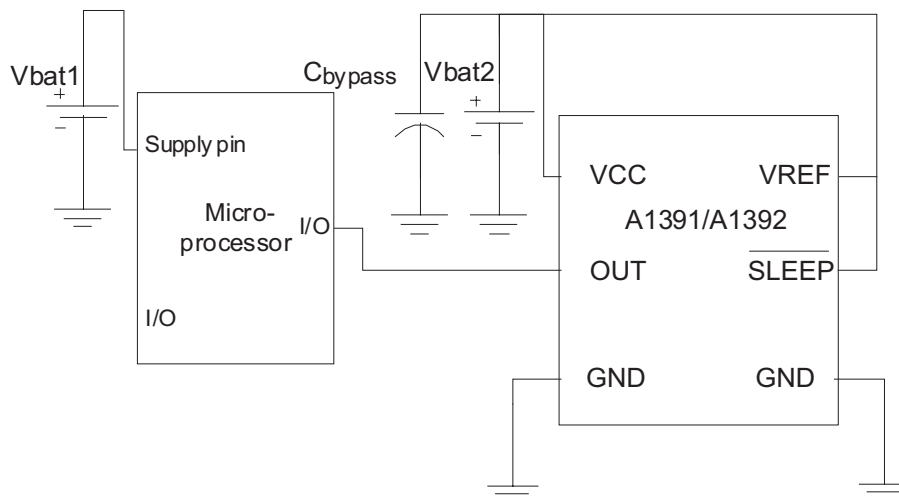 Vbat1
+
-
Supply pin
Micro-
processor
I/O
I/O
Cbypass
Vbat2
+
-
VCC
VREF
A1391/A1392
OUT
SLEEP
GND
GND